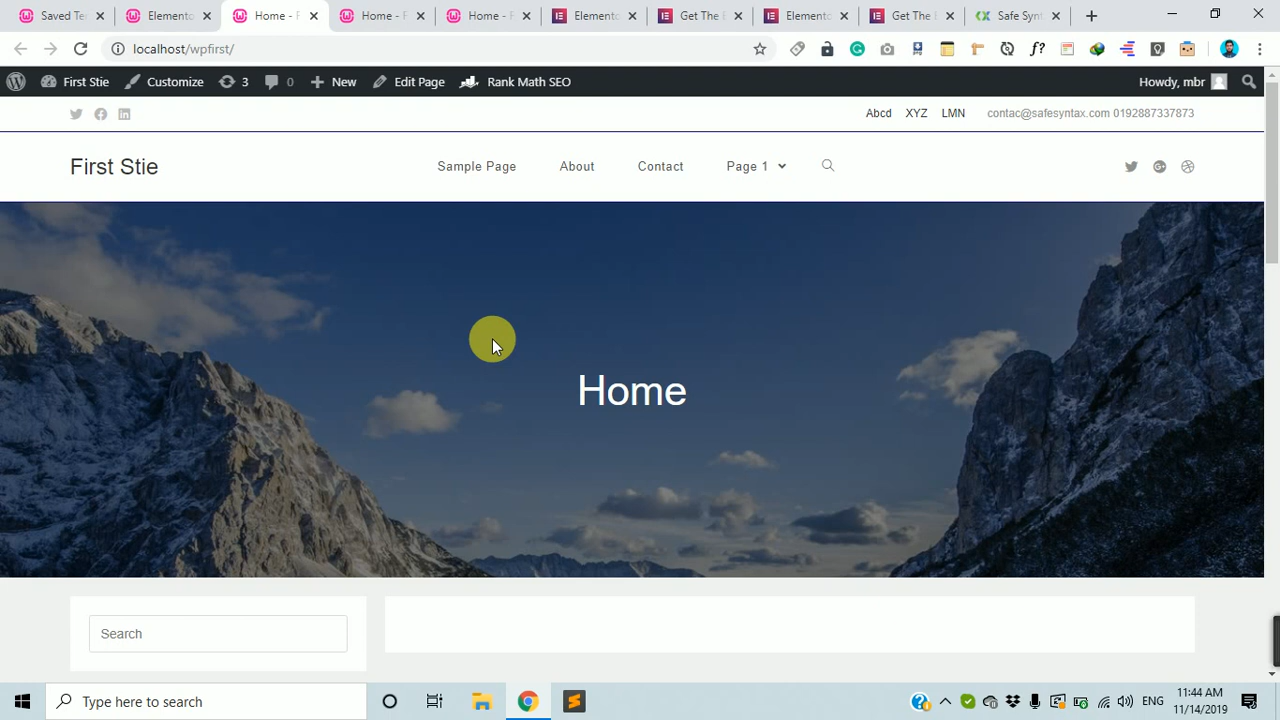 Saved Te
Elemento
Home - F
Home - F
Home - F
Elemento
Get The E
Elemento
Get The E
Safe Synt
localhost/wpfirst/
First Stie
Customize
3
0
New
Edit Page
Rank Math SEO
Howdy, mbr
Abcd XYZ LMN contac@safesyntax.com 0192887337873
First Stie
Sample Page About Contact Page 1
Home
Search
Type here to search
ENG
11:44 AM
11/14/2019